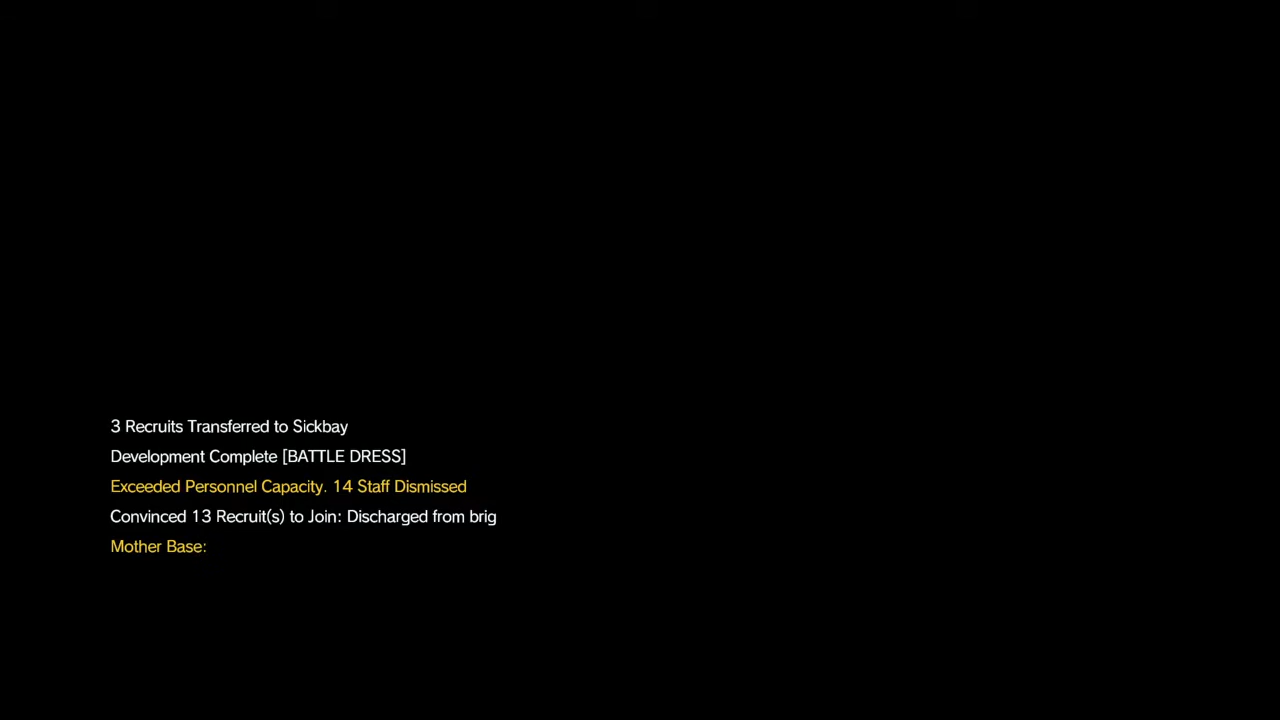 3 Recruits Transferred to Sickbay
Development Complete [BATTLE DRESS]
Exceeded Personnel Capacity. 14 Staff Dismissed
Convinced 13 Recruit(s) to Join: Discharged from brig
Mother Base: